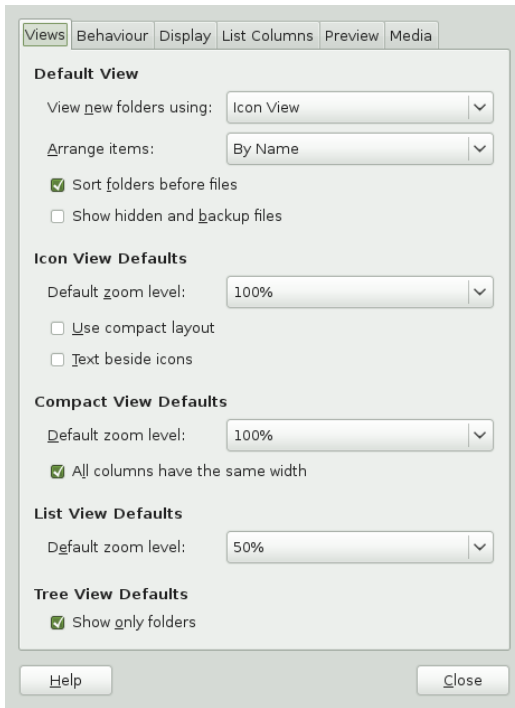 Views Behaviour Display List Columns Preview Media
Default View
View new folders using: Icon View
Arrange items: By Name
Sort folders before files
Show hidden and backup files
Icon View Defaults
Default zoom level: 100%
Use compact layout
Text beside icons
Compact View Defaults
Default zoom level: 100%
All columns have the same width
List View Defaults
Default zoom level: 50%
Tree View Defaults
Show only folders
Help Close